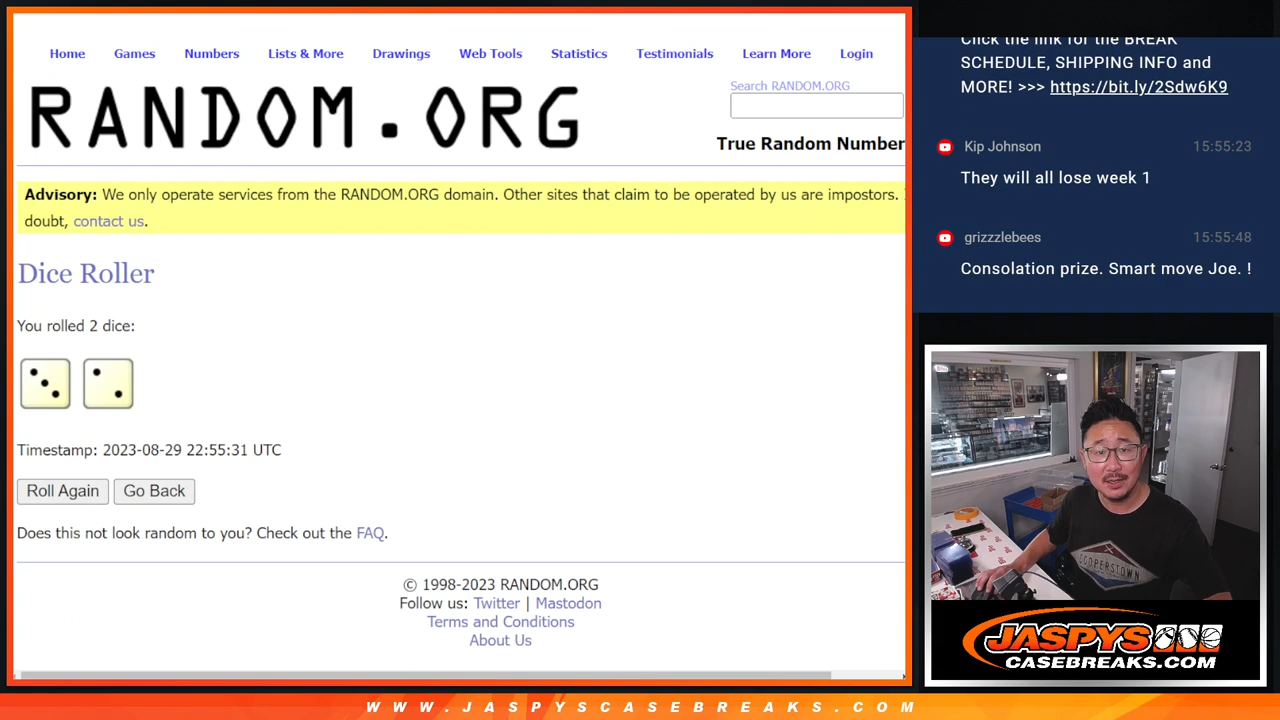 Home Games Numbers Lists & More Drawings Web Tools Statistics Testimonials Learn More Login
RANDOM.ORG
Search RANDOM.ORG
True Random Number
Advisory: We only operate services from the RANDOM.ORG domain. Other sites that claim to be operated by us are impostors.
doubt, contact us.
Dice Roller
You rolled 2 dice:
Timestamp: 2023-08-29 22:55:31 UTC
Roll Again Go Back
Does this not look random to you? Check out the FAQ.
© 1998-2023 RANDOM.ORG
Follow us: Twitter | Mastodon
Terms and Conditions
About Us
Click the link for the BREAK
SCHEDULE, SHIPPING INFO and
MORE! >>> https://bit.ly/2Sdw6K9
Kip Johnson 15:55:23
They will all lose week 1
grizzzlebees 15:55:48
Consolation prize. Smart move Joe. !
COOPERSTOWN
JASPYS
CASEBREAKS.COM
WWW.JASPYSCASEBREAKS.COM